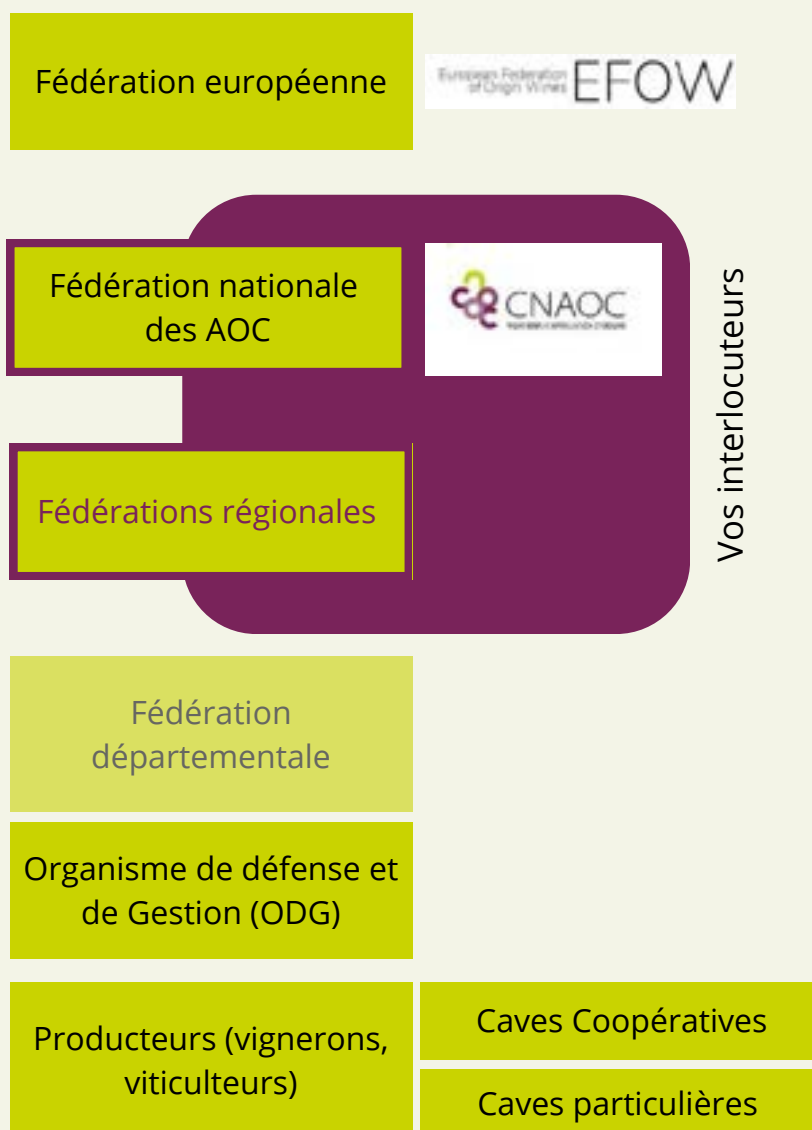 Fédération européenne
European Federation
of Origin Wines
EFOW
Fédération nationale
des AOC
CNAOC
Vos interlocuteurs
Fédérations régionales
Fédération
départementale
Organisme de défense et
de Gestion (ODG)
Producteurs (vignerons,
viticulteurs)
Caves Coopératives
Caves particulières